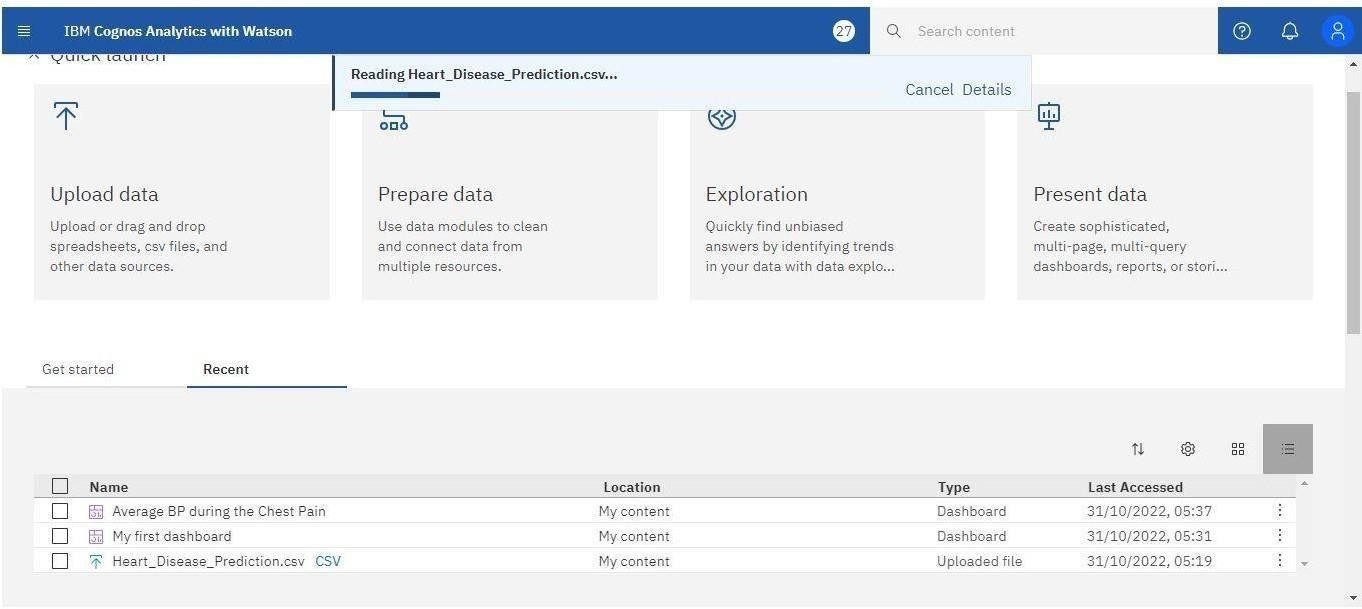 IBM Cognos Analytics with Watson
27
Search content
Quick launch
Reading Heart_Disease_Prediction.csv...
Cancel Details
Upload data
Upload or drag and drop
spreadsheets, csv files, and
other data sources.
Prepare data
Use data modules to clean
and connect data from
multiple resources.
Exploration
Quickly find unbiased
answers by identifying trends
in your data with data explo...
Present data
Create sophisticated,
multi-page, multi-query
dashboards, reports, or stori...
Get started
Recent
Name Location Type Last Accessed
Average BP during the Chest Pain My content Dashboard 31/10/2022, 05:37
My first dashboard My content Dashboard 31/10/2022, 05:31
Heart_Disease_Prediction.csv CSV My content Uploaded file 31/10/2022, 05:19